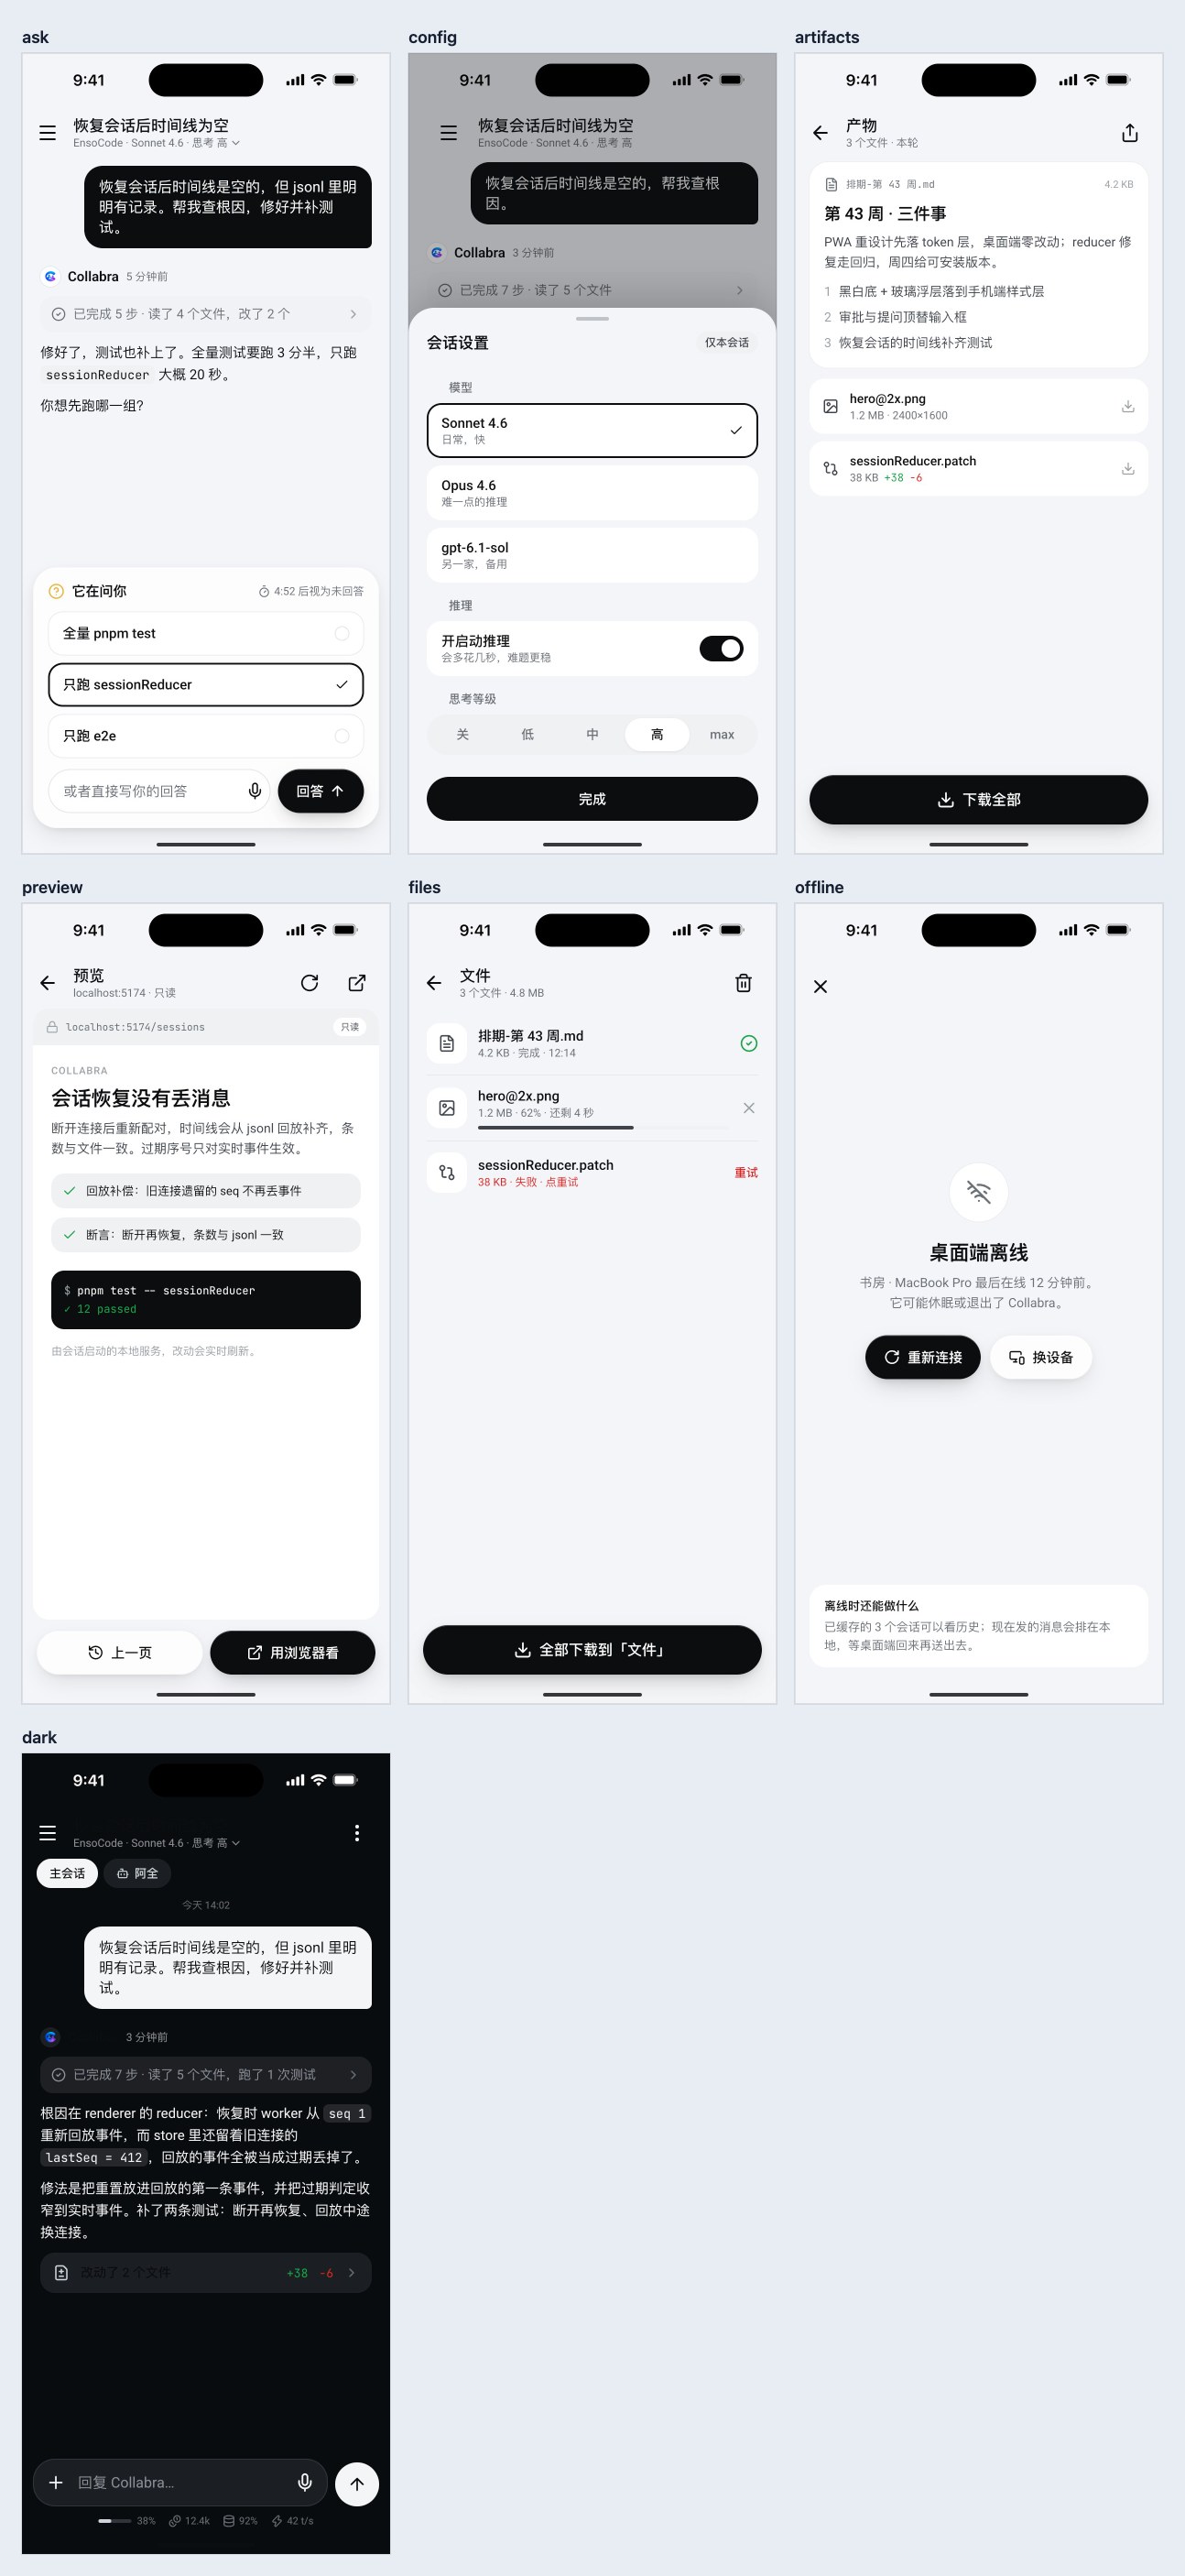 ask
9:41
恢复会话后时间线为空
EnsoCode · Sonnet 4.6 · 思考 高
恢复会话后时间线是空的，但 jsonl 里明
明有记录。帮我查根因，修好并补测
试。
Collabra 5 分钟前
已完成 5 步 · 读了 4 个文件，改了 2 个
修好了，测试也补上了。全量测试要跑 3 分半，只跑
sessionReducer 大概 20 秒。
你想先跑哪一组？
它在问你
4:52 后视为未回答
全量 pnpm test
只跑 sessionReducer
只跑 e2e
或者直接写你的回答
回答
config
9:41
恢复会话后时间线为空
EnsoCode · Sonnet 4.6 · 思考 高
恢复会话后时间线是空的，帮我查根
因。
Collabra 3 分钟前
已完成 7 步 · 读了 5 个文件
会话设置
仅本会话
模型
Sonnet 4.6
日常，快
Opus 4.6
难一点的推理
gpt-6.1-sol
另一家，备用
推理
开启动推理
会多花几秒，难题更稳
思考等级
关 低 中 高 max
完成
artifacts
9:41
产物
3 个文件 · 本轮
排期-第 43 周.md
4.2 KB
第 43 周 · 三件事
PWA 重设计先落 token 层，桌面端零改动；reducer 修
复走回归，周四给可安装版本。
1 黑白底 + 玻璃浮层落到手机端样式层
2 审批与提问顶替输入框
3 恢复会话的时间线补齐测试
hero@2x.png
1.2 MB · 2400×1600
sessionReducer.patch
38 KB +38 -6
下载全部
preview
9:41
预览
localhost:5174 · 只读
localhost:5174/sessions
只读
COLLABRA
会话恢复没有丢消息
断开连接后重新配对，时间线会从 jsonl 回放补齐，条
数与文件一致。过期序号只对实时事件生效。
回放补偿：旧连接遗留的 seq 不再丢事件
断言：断开再恢复，条数与 jsonl 一致
$ pnpm test -- sessionReducer
✓ 12 passed
由会话启动的本地服务，改动会实时刷新。
上一页
用浏览器看
files
9:41
文件
3 个文件 · 4.8 MB
排期-第 43 周.md
4.2 KB · 完成 · 12:14
hero@2x.png
1.2 MB · 62% · 还剩 4 秒
sessionReducer.patch
38 KB · 失败 · 点重试
重试
全部下载到「文件」
offline
9:41
桌面端离线
书房 · MacBook Pro 最后在线 12 分钟前。
它可能休眠或退出了 Collabra。
重新连接
换设备
离线时还能做什么
已缓存的 3 个会话可以看历史；现在发的消息会排在本
地，等桌面端回来再送出去。
dark
9:41
EnsoCode · Sonnet 4.6 · 思考 高
主会话
阿全
今天 14:02
恢复会话后时间线是空的，但 jsonl 里明
明有记录。帮我查根因，修好并补测
试。
3 分钟前
已完成 7 步 · 读了 5 个文件，跑了 1 次测试
根因在 renderer 的 reducer：恢复时 worker 从 seq 1
重新回放事件，而 store 里还留着旧连接的
lastSeq = 412，回放的事件全被当成过期丢掉了。
修法是把重置放进回放的第一条事件，并把过期判定收
窄到实时事件。补了两条测试：断开再恢复、回放中途
换连接。
改动了 2 个文件
+38 -6
回复 Collabra…
38% 12.4k 92% 42 t/s